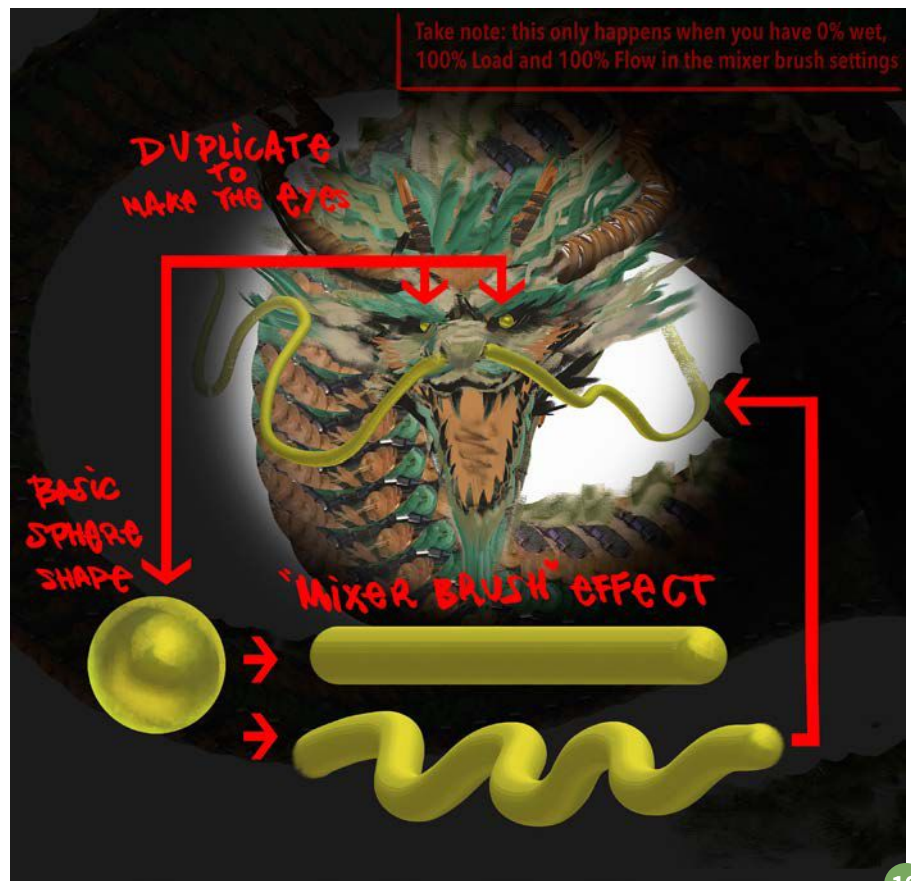 Take note: this only happens when you have 0% wet,
100% Load and 100% Flow in the mixer brush settings
DUPLICATE
TO
MAKE THE EYES
BASIC
SPHERE
SHAPE
"MIXER BRUSH" EFFECT